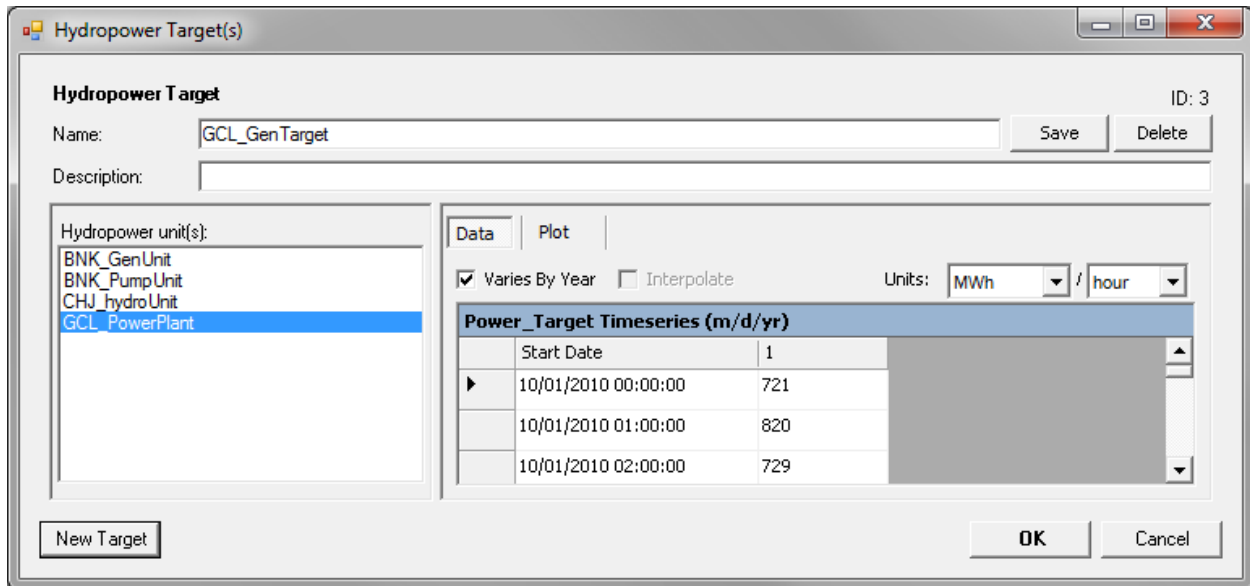 Hydropower Target(s)
Hydropower Target
ID: 3
Name: GCL_GenTarget Save Delete
Description:
Hydropower unit(s):
BNK_GenUnit
BNK_PumpUnit
CHJ_hydroUnit
GCL_PowerPlant
Data Plot
Varies By Year Interpolate Units: MWh / hour
Power_Target Timeseries (m/d/yr)
Start Date 1
10/01/2010 00:00:00 721
10/01/2010 01:00:00 820
10/01/2010 02:00:00 729
New Target OK Cancel